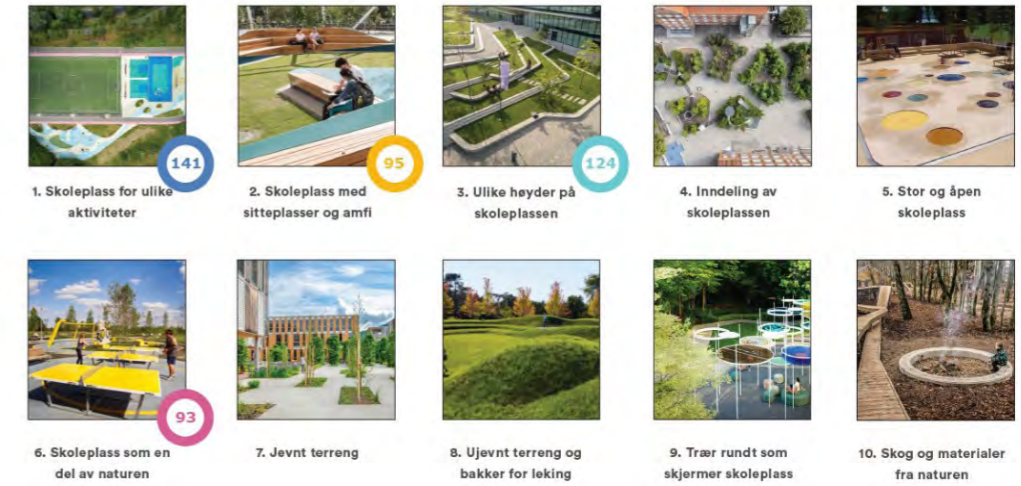 141
95
124
1. Skoleplass for ulike
aktiviteter
2. Skoleplass med
sitteplasser og amfi
3. Ulike høyder på
skoleplassen
4. Inndeling av
skoleplassen
5. Stor og åpen
skoleplass
93
6. Skoleplass som en
del av naturen
7. Jevnt terreng
8. Ujevnt terreng og
bakker for leking
9. Trær rundt som
skjermer skoleplass
10. Skog og materialer
fra naturen